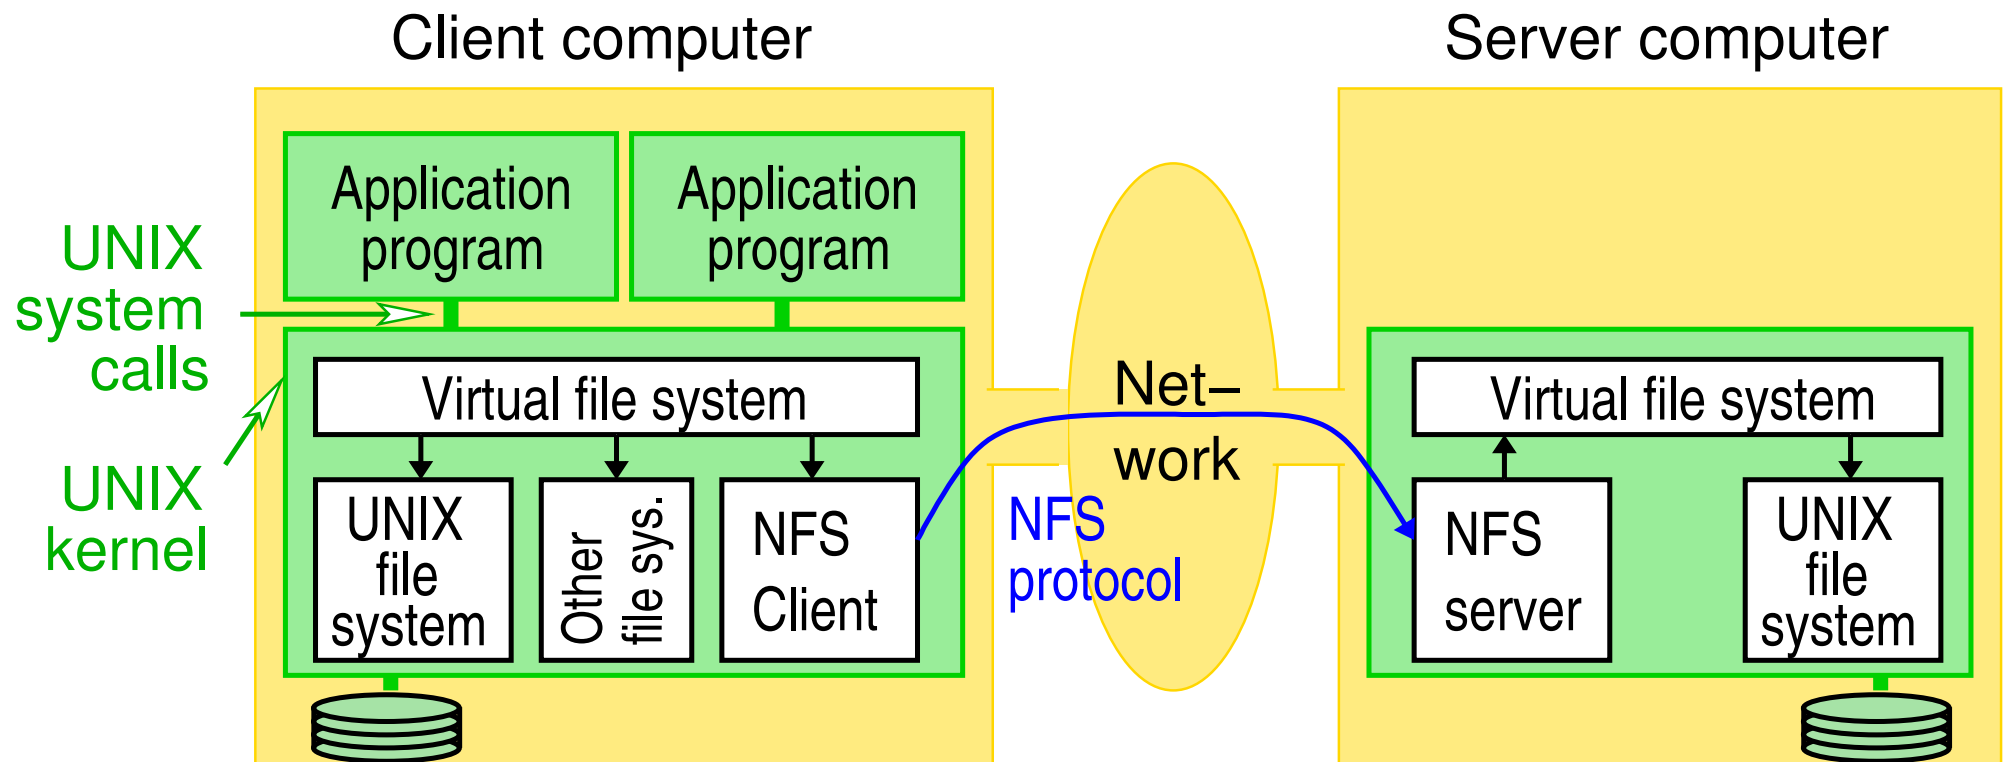 Client computer
Server computer
Application
program
Application
program
UNIX
system
calls
UNIX
kernel
Virtual file system
UNIX
file
system
Other
file sys.
NFS
Client
Net–
work
NFS
protocol
Virtual file system
NFS
server
UNIX
file
system